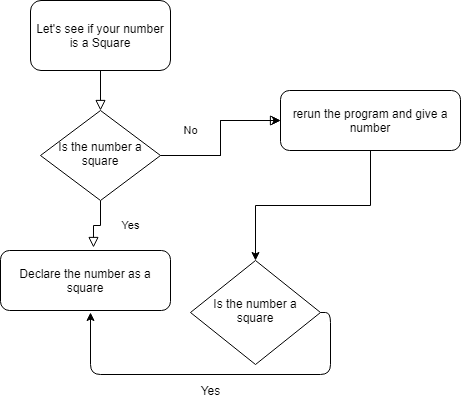 Let's see if your number
is a Square
Is the number a
square
No
rerun the program and give a
number
Yes
Declare the number as a
square
Is the number a
square
Yes